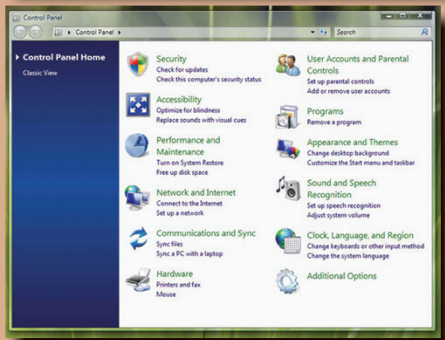 Control Panel
Control Panel
Search
Control Panel Home
Classic View
Security
Check for updates
Check this computer's security status
Accessibility
Optimize for blindness
Replace sounds with visual cues
Performance and
Maintenance
Turn on System Restore
Free up disk space
Network and Internet
Connect to the Internet
Set up a network
Communications and Sync
Sync files
Sync a PC with a laptop
Hardware
Printers and fax
Mouse
User Accounts and Parental
Controls
Set up parental controls
Add or remove user accounts
Programs
Remove a program
Appearance and Themes
Change desktop background
Customize the Start menu and taskbar
Sound and Speech
Recognition
Set up speech recognition
Adjust system volume
Clock, Language, and Region
Change keyboards or other input method
Change the system language
Additional Options